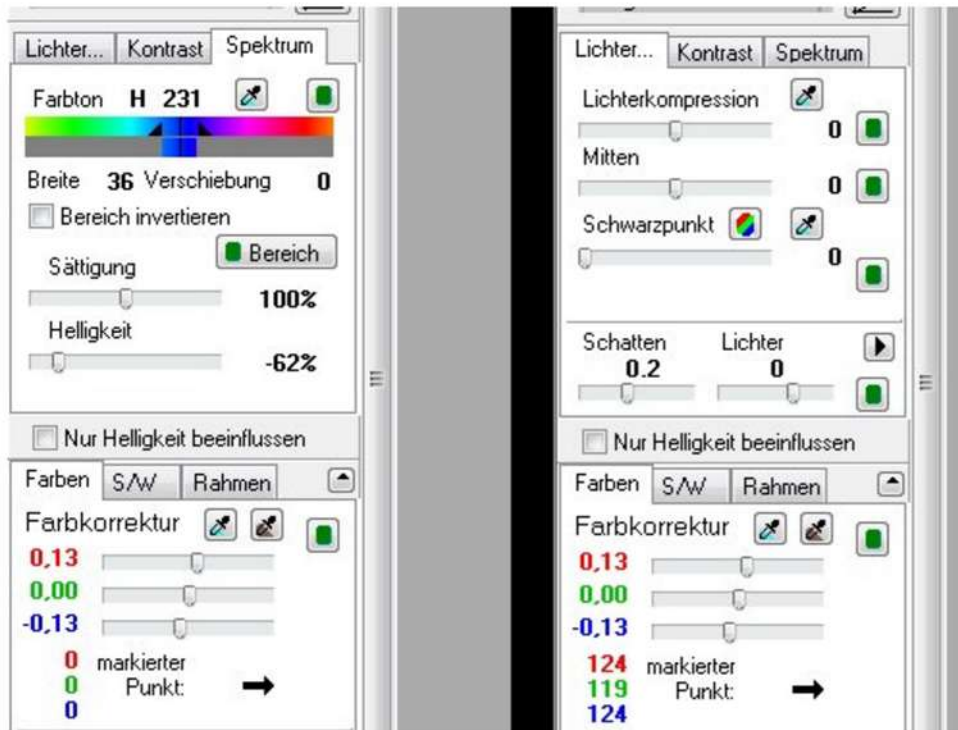 Lichter... Kontrast Spektrum
Farbton H 231
Breite 36 Verschiebung 0
Bereich invertieren
Bereich
Sättigung
100%
Helligkeit
-62%
Nur Helligkeit beeinflussen
Farben S/W Rahmen
Farbkorrektur
0,13
0,00
-0,13
0 markierter
0 Punkt:
0
Lichter... Kontrast Spektrum
Lichterkompression
0
Mitten
0
Schwarzpunkt
0
Schatten Lichter
0.2 0
Nur Helligkeit beeinflussen
Farben S/W Rahmen
Farbkorrektur
0,13
0,00
-0,13
124 markierter
119 Punkt:
124